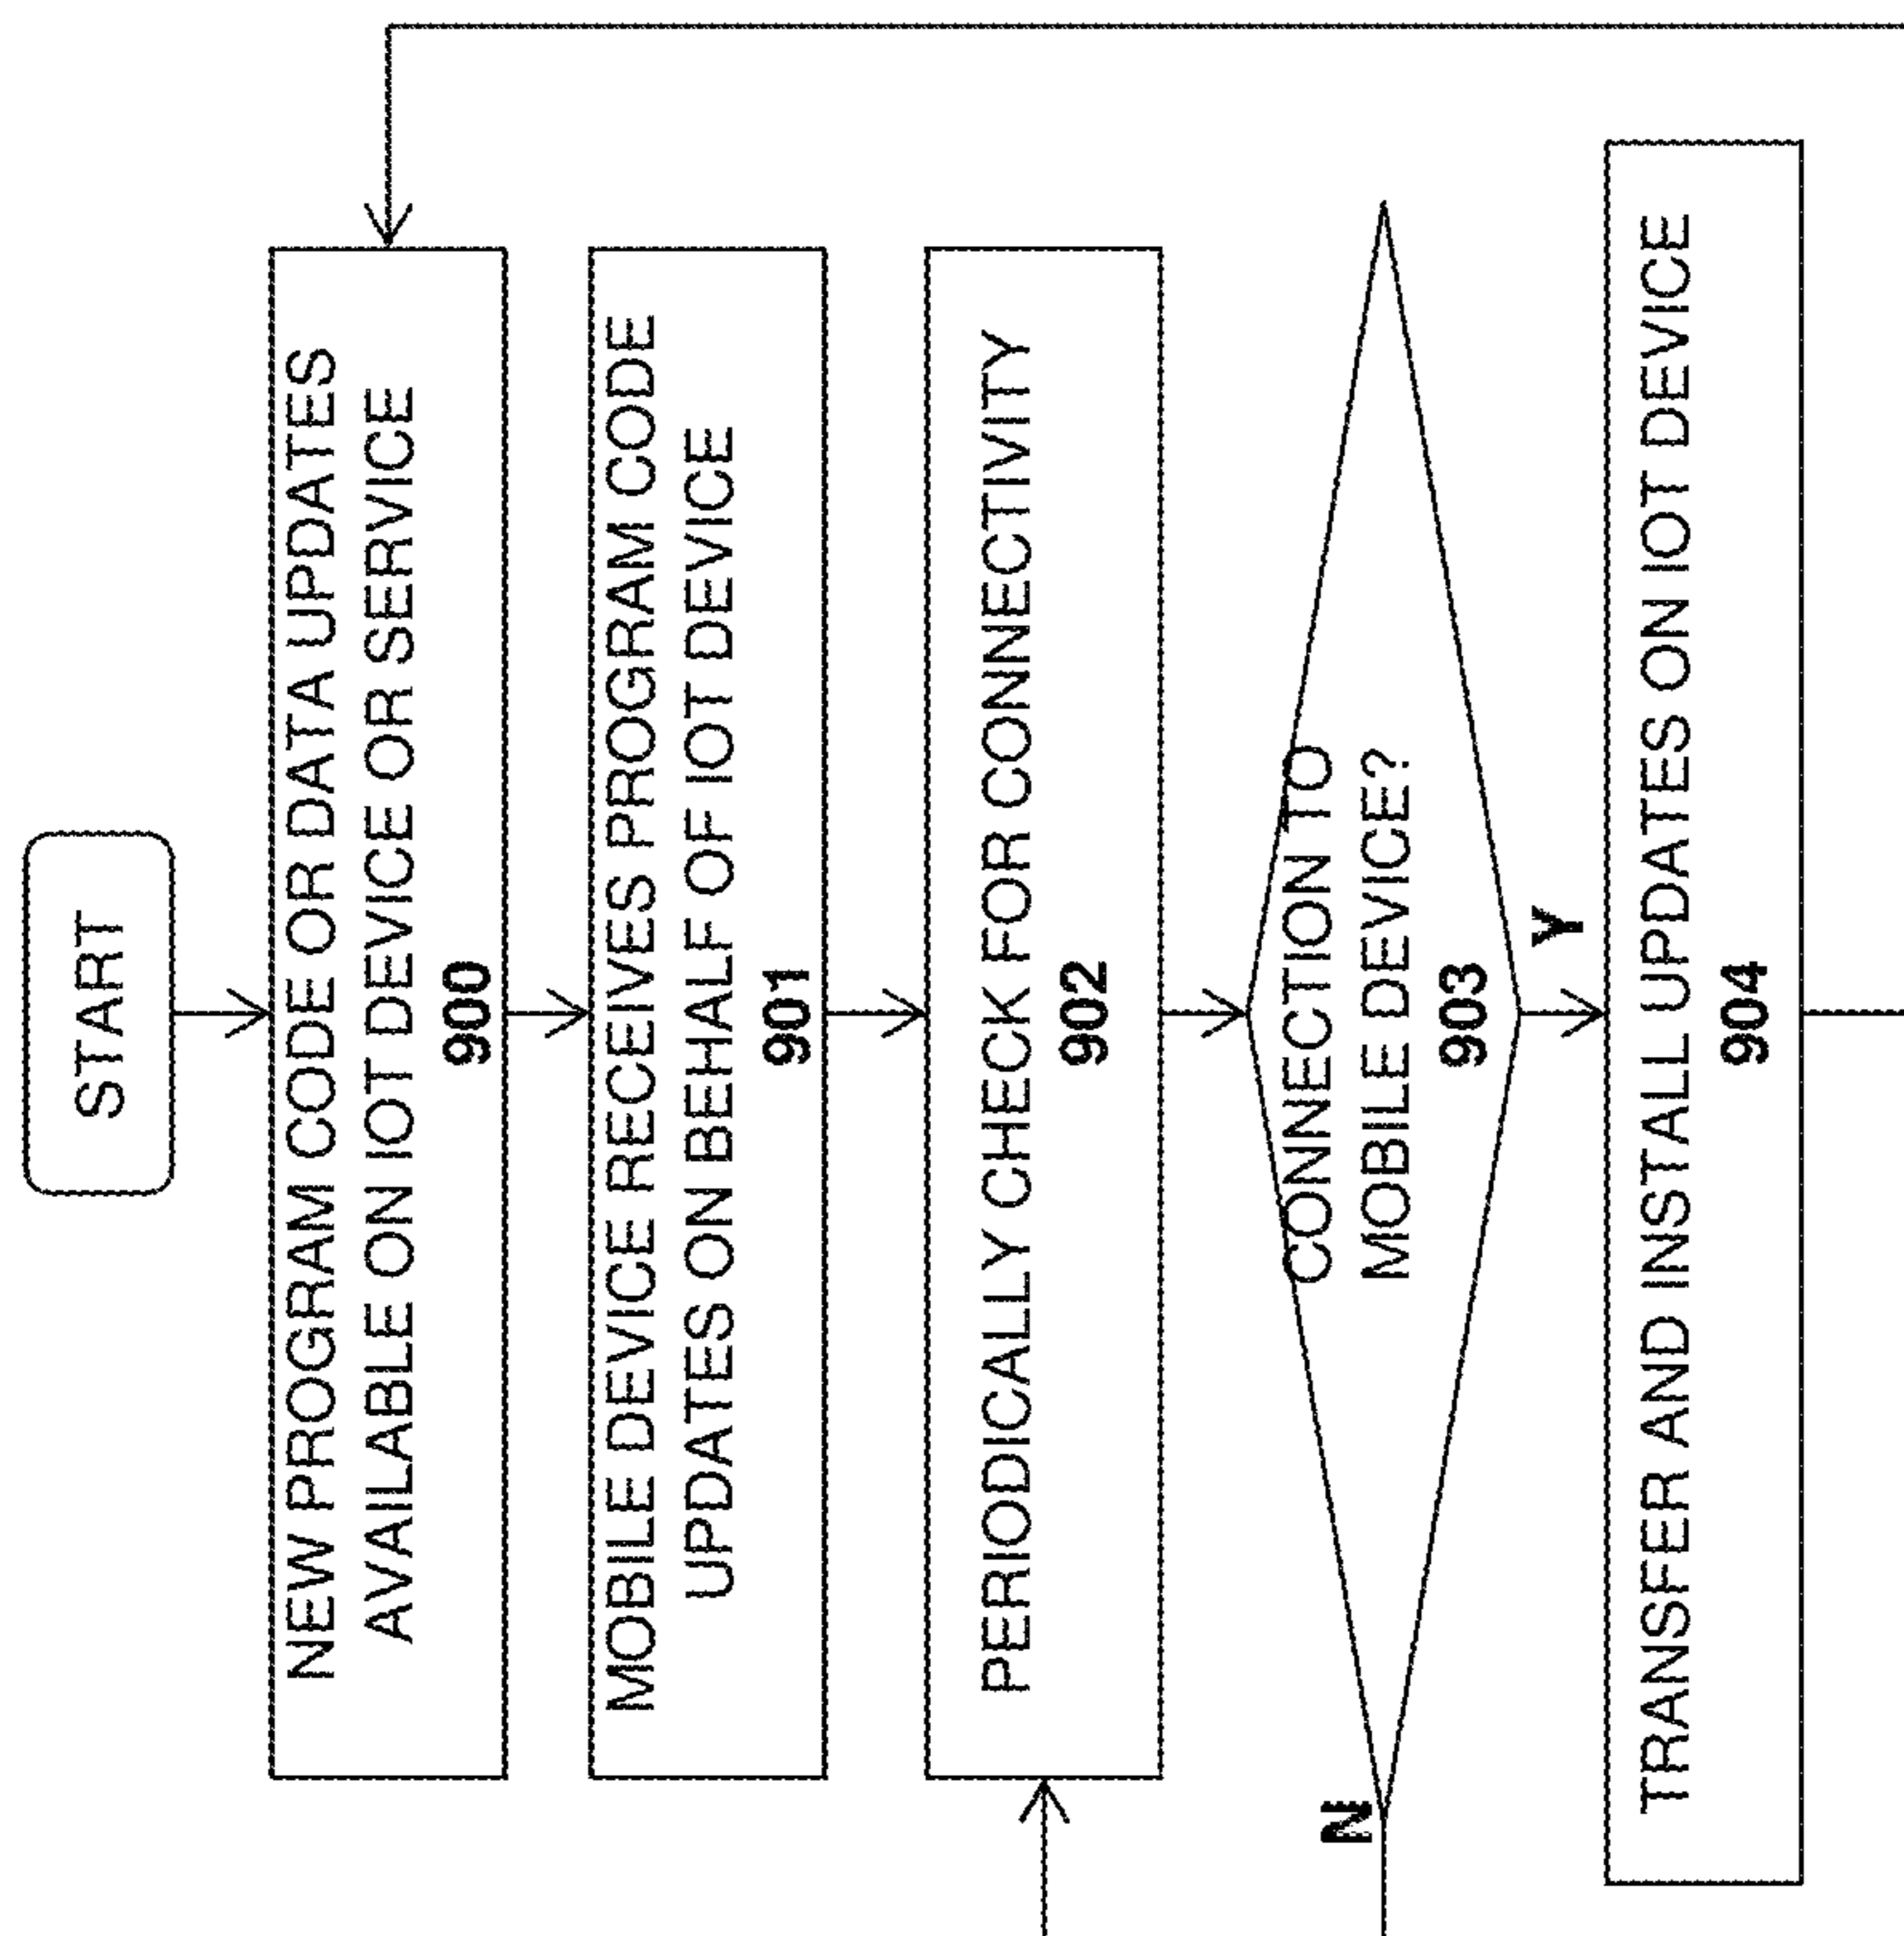 START
NEW PROGRAM CODE OR DATA UPDATES
AVAILABLE ON IOT DEVICE OR SERVICE
900
MOBILE DEVICE RECEIVES PROGRAM CODE
UPDATES ON BEHALF OF IOT DEVICE
901
PERIODICALLY CHECK FOR CONNECTIVITY
902
CONNECTION TO
MOBILE DEVICE?
903
N
Y
TRANSFER AND INSTALL UPDATES ON IOT DEVICE
904